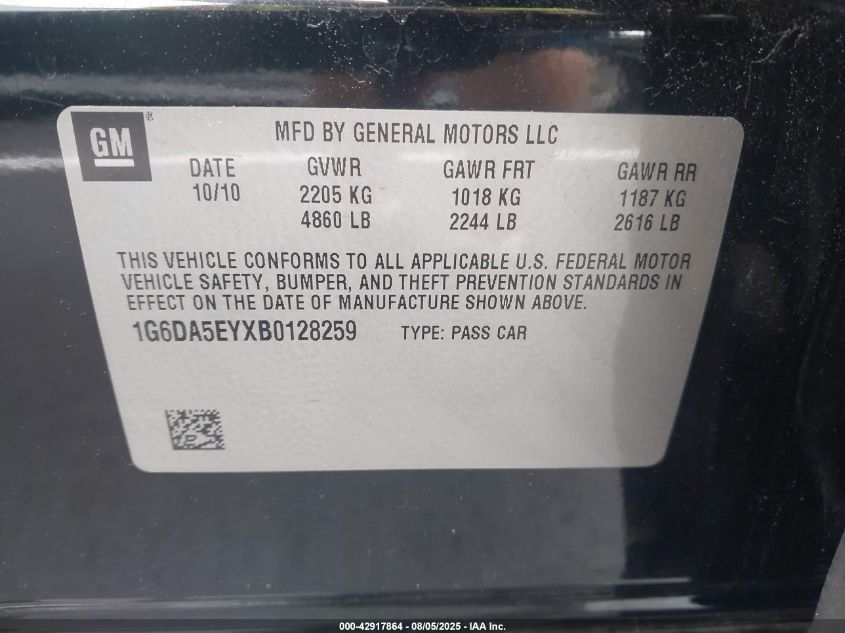 GM
MFD BY GENERAL MOTORS LLC
DATE GVWR GAWR FRT GAWR RR
10/10 2205 KG 1018 KG 1187 KG
4860 LB 2244 LB 2616 LB
THIS VEHICLE CONFORMS TO ALL APPLICABLE U.S. FEDERAL MOTOR
VEHICLE SAFETY, BUMPER, AND THEFT PREVENTION STANDARDS IN
EFFECT ON THE DATE OF MANUFACTURE SHOWN ABOVE.
1G6DA5EYXB0128259 TYPE: PASS CAR
000-42917864 - 08/05/2025 - IAA Inc.